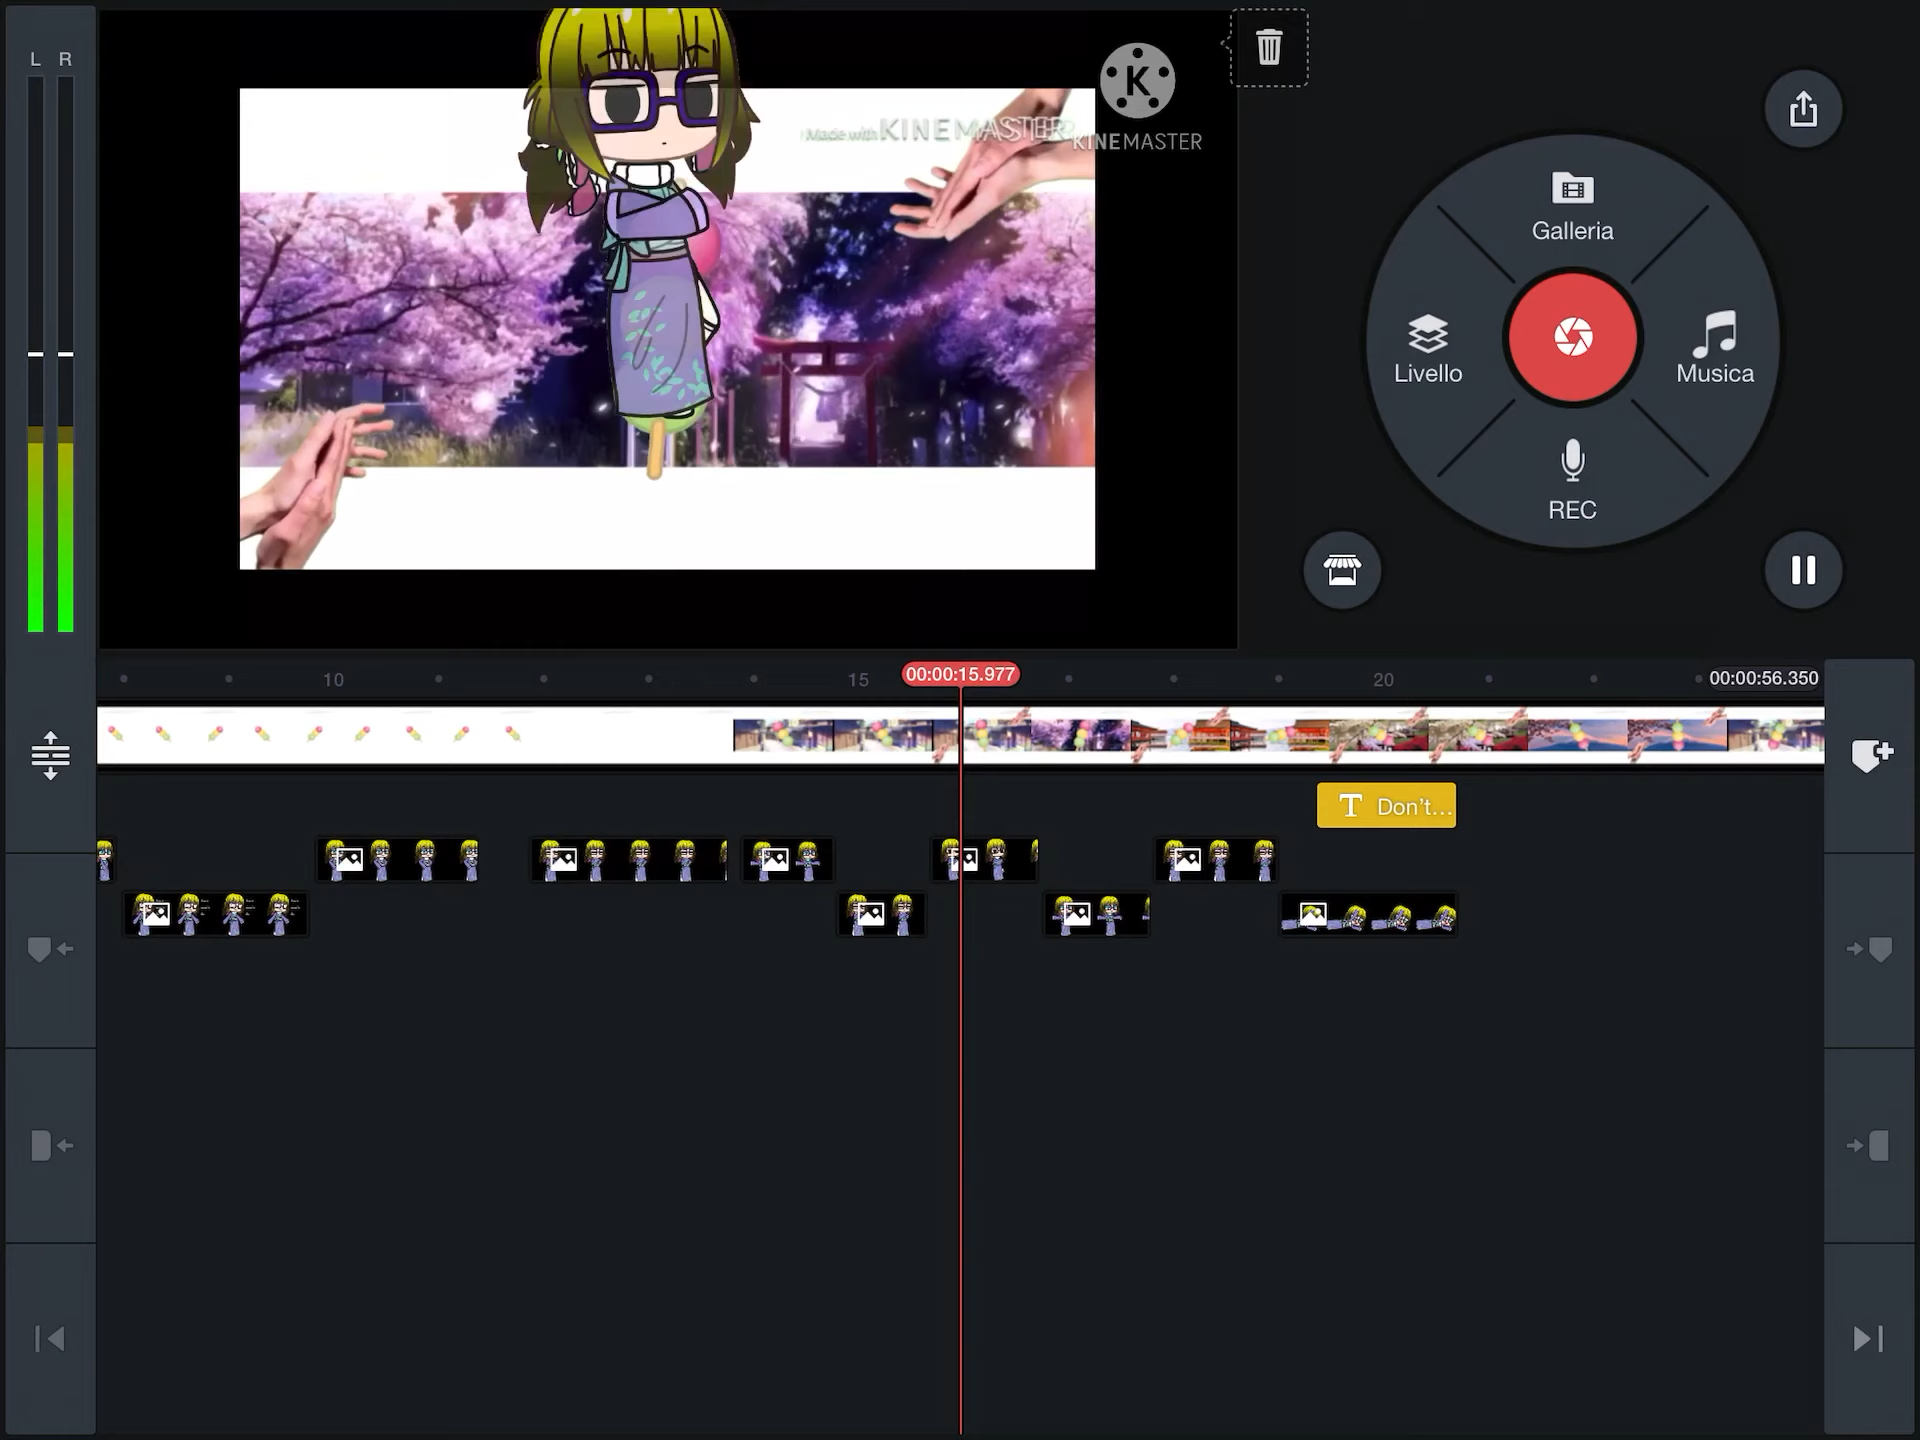 L R
Made with KINEMASTER
K
KINEMASTER
Galleria
Livello
Musica
REC
10
15
00:00:15.977
20
00:00:56.350
T Don't...